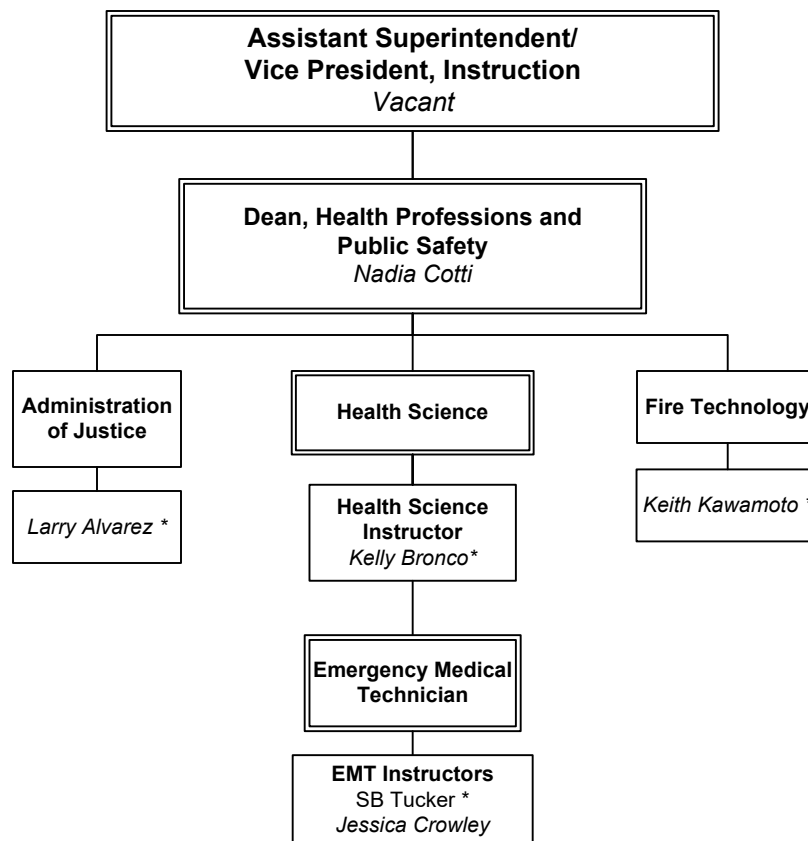 Assistant Superintendent/
Vice President, Instruction
Vacant
Dean, Health Professions and
Public Safety
Nadia Cotti
Administration
of Justice
Larry Alvarez *
Health Science
Health Science
Instructor
Kelly Bronco*
Emergency Medical
Technician
EMT Instructors
SB Tucker *
Jessica Crowley
Fire Technology
Keith Kawamoto *